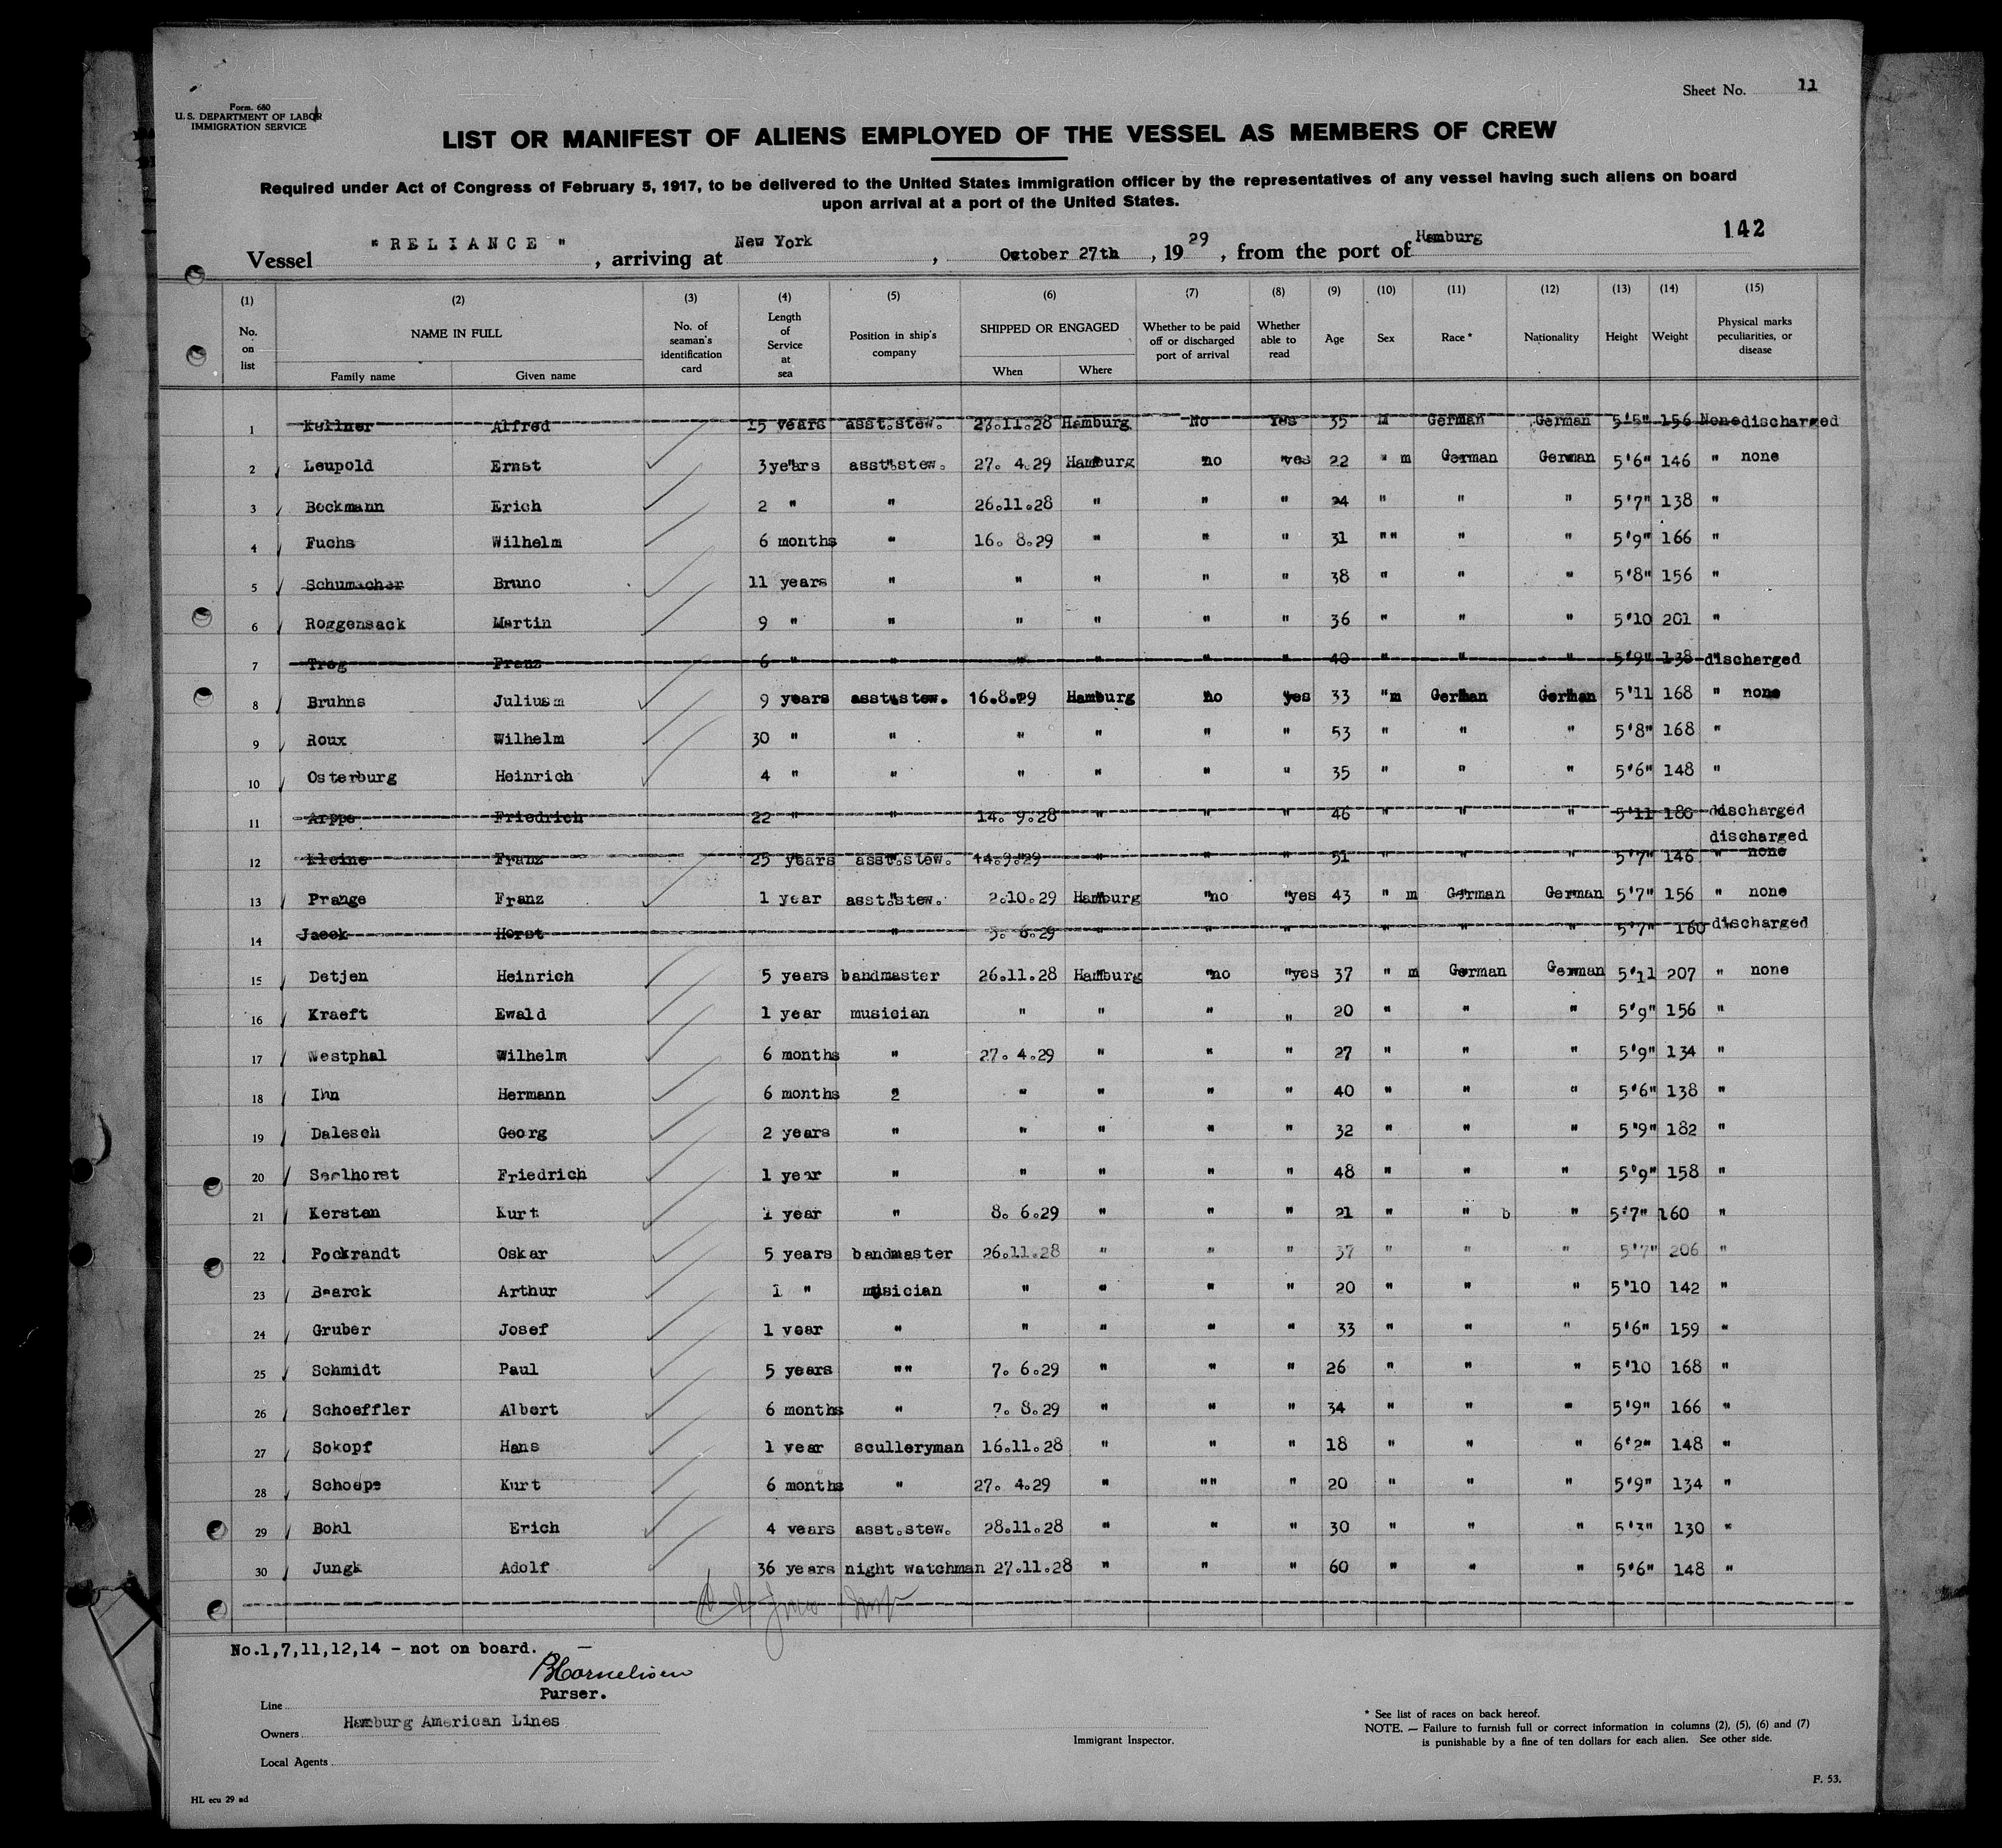 Form. 680
U. S. DEPARTMENT OF LABOR
IMMIGRATION SERVICE
Sheet No. 11
LIST OR MANIFEST OF ALIENS EMPLOYED OF THE VESSEL AS MEMBERS OF CREW
Required under Act of Congress of February 5, 1917, to be delivered to the United States immigration officer by the representatives of any vessel having such aliens on board
upon arrival at a port of the United States.
142
Vessel "RELIANCE", arriving at New York, October 27th, 1929, from the port of Hamburg
(1) (2) (3) (4) (5) (6) (7) (8) (9) (10) (11) (12) (13) (14) (15)
No. on list NAME IN FULL No. of seaman's identification card Length of Service at sea Position in ship's company SHIPPED OR ENGAGED Whether to be paid off or discharged port of arrival Whether able to read Age Sex Race * Nationality Height Weight Physical marks peculiarities, or disease
Family name Given name When Where
1 Kellner Alfred 15 years asst.stew. 27.11.28 Hamburg No Yes 35 M German German 5'5" 156 None discharged
2 Leupold Ernst 3 years asst.stew. 27. 4.29 Hamburg no yes 22 " m German German 5'6" 146 " none
3 Bockmann Erich 2 " " 26.11.28 " " " 24 " " " 5'7" 138 "
4 Fuchs Wilhelm 6 months " 16. 8.29 " " " 31 "" " " 5'9" 166 "
5 Schumacher Bruno 11 years " " " " " 38 " " " 5'8" 156 "
6 Roggensack Martin 9 " " " " " " 36 " " " 5'10 201 "
7 Trog Franz 6 " " " " " " 40 " " " 5'9" 138 " discharged
8 Bruhns Julius m 9 years asst.stew. 16.8.29 Hamburg no yes 33 "m German German 5'11 168 " none
9 Roux Wilhelm 30 " " " " " " 53 " " " 5'8" 168 "
10 Osterburg Heinrich 4 " " " " " " 35 " " " 5'6" 148 "
11 Arppe Friedrich 22 " " 14. 9.28 " " " 46 " " " 5'11 180 discharged
discharged
12 Kleine Franz 25 years asst.stew. 14.9.29 " " " 51 " " " 5'7" 146 " none
13 Prange Franz 1 year asst.stew. 2.10.29 Hamburg "no "yes 43 " m German German 5'7" 156 " none
14 Jaeck Horst " 3. 6.29 " " " " " " 5'7" 160 discharged
15 Detjen Heinrich 5 years bandmaster 26.11.28 Hamburg "no "yes 37 " m German German 5'11 207 " none
16 Kraeft Ewald 1 year musician " " " " 20 " " " 5'9" 156 "
17 Westphal Wilhelm 6 months " 27. 4.29 " " " 27 " " " 5'9" 134 "
18 Ihn Hermann 6 months 2 " " " " 40 " " " 5'6" 138 "
19 Dalesch Georg 2 years " " " " " 32 " " " 5'9" 182 "
20 Saelhorst Friedrich 1 year " " " " " 48 " " " 5'9" 158 "
21 Kersten Kurt 1 year " 8. 6.29 " " " 21 " " b " 5'7" 160 "
22 Pockrandt Oskar 5 years bandmaster 26.11.28 " " " 37 " " " 5'7" 206 "
23 Baarck Arthur 1 " musician " " " " 20 " " " 5'10 142 "
24 Gruber Josef 1 year " " " " " 33 " " " 5'6" 159 "
25 Schmidt Paul 5 years "" 7. 6.29 " " " 26 " " " 5'10 168 "
26 Schoeffler Albert 6 months " 7. 8.29 " " " 34 " " " 5'9" 166 "
27 Sokopf Hans 1 year sculleryman 16.11.28 " " " 18 " " " 6'2" 148 "
28 Schoepe Kurt 6 months " 27. 4.29 " "" " 20 " " " 5'9" 134 "
29 Bohl Erich 4 years asst.stew. 28.11.28 " " " 30 " " " 5'3" 130 "
30 Jungk Adolf 36 years night watchman 27.11.28 " " " 60 " " " 5'6" 148 "
No.1,7,11,12,14 - not on board.
BCornelisen
Purser.
Line
Owners Hamburg American Lines
Local Agents
Immigrant Inspector.
* See list of races on back hereof.
NOTE. — Failure to furnish full or correct information in columns (2), (5), (6) and (7)
is punishable by a fine of ten dollars for each alien. See other side.
F. 53.
HL ecu 29 ad